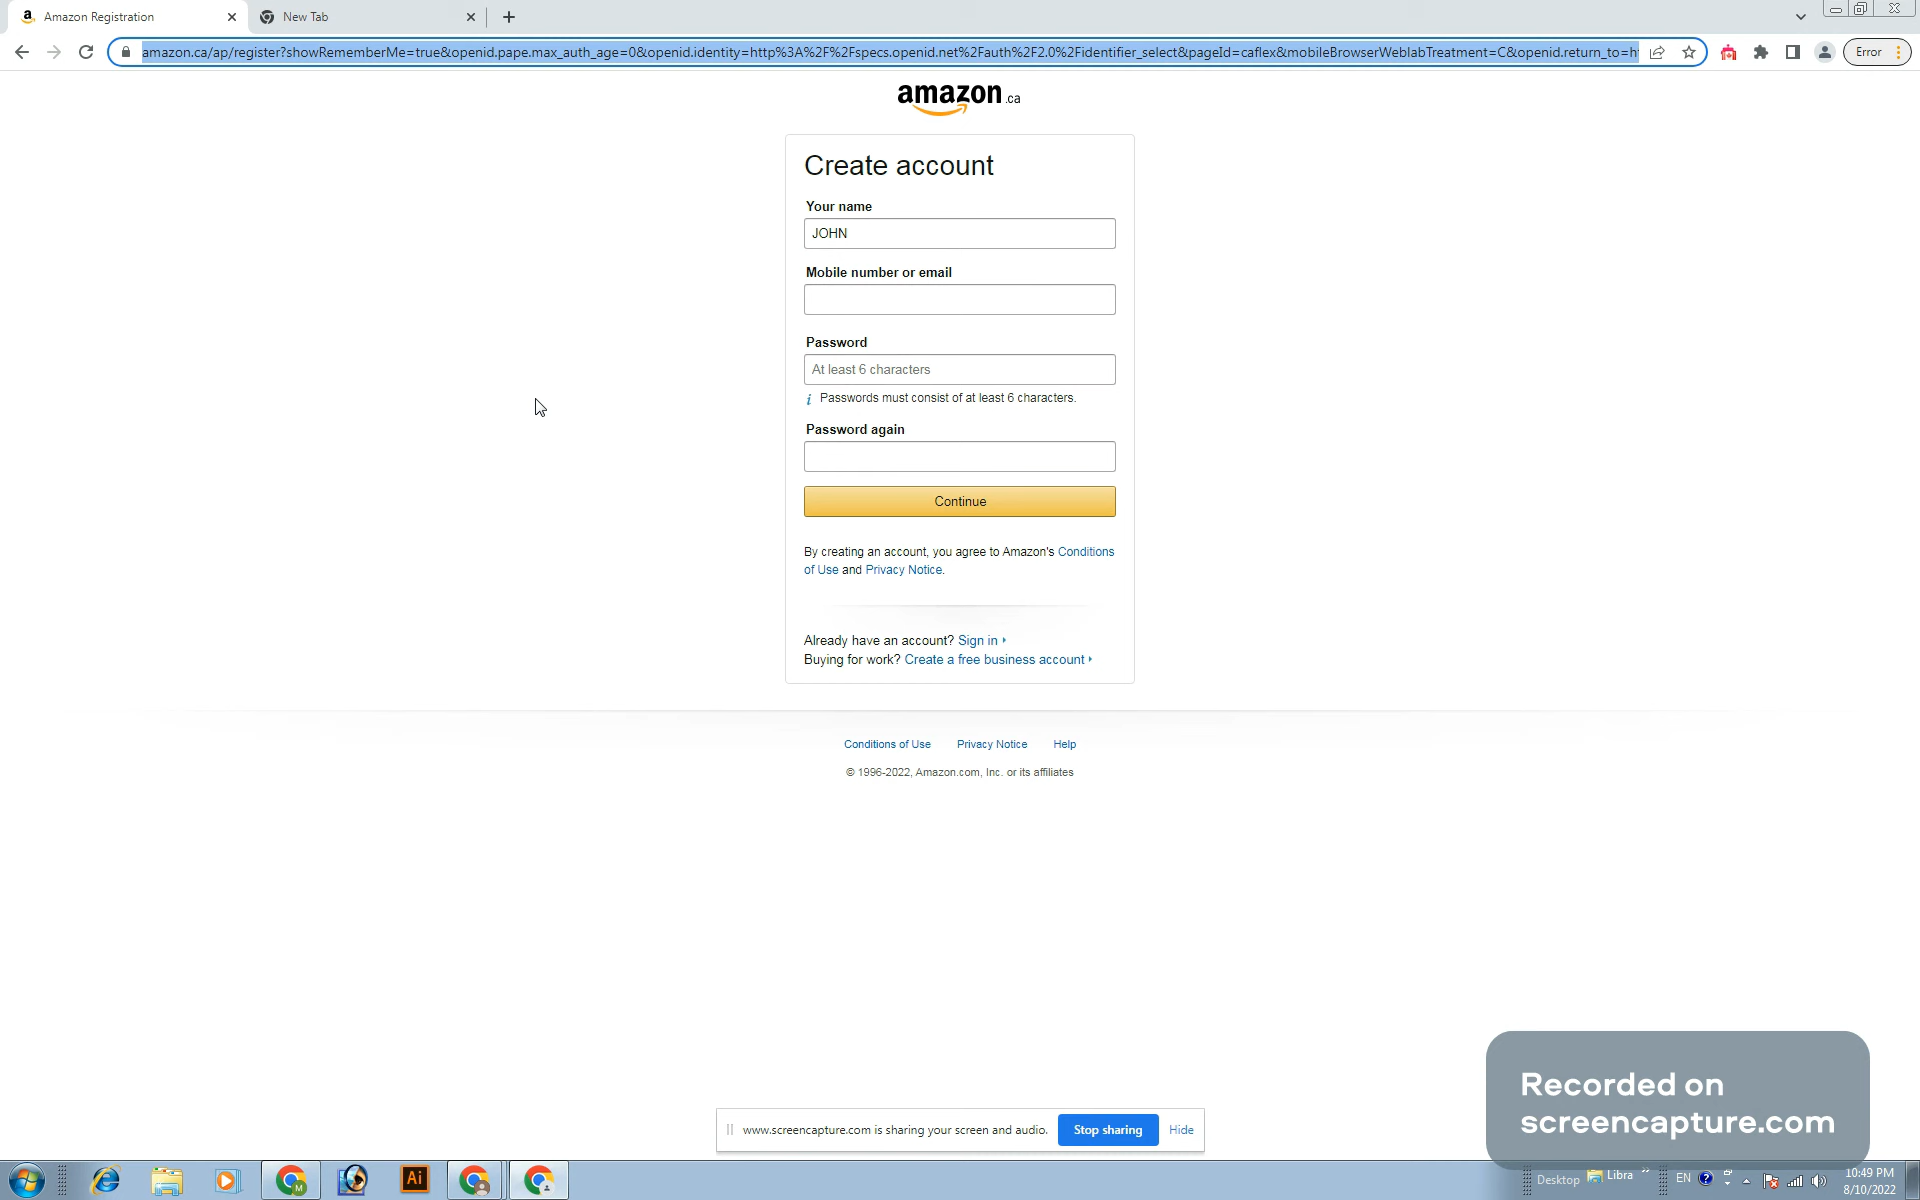 Amazon Registration
New Tab
amazon.ca/ap/register?showRememberMe=true&openid.pape.max_auth_age=0&openid.identity=http%3A%2F%2Fspecs.openid.net%2Fauth%2F2.0%2Fidentifier_select&pageId=caflex&mobileBrowserWeblabTreatment=C&openid.return_to=ht
Error
amazon.ca
Create account
Your name
JOHN
Mobile number or email
Password
At least 6 characters
i Passwords must consist of at least 6 characters.
Password again
Continue
By creating an account, you agree to Amazon's Conditions
of Use and Privacy Notice.
Already have an account? Sign in
Buying for work? Create a free business account
Conditions of Use Privacy Notice Help
© 1996-2022, Amazon.com, Inc. or its affiliates
Recorded on
screencapture.com
www.screencapture.com is sharing your screen and audio. Stop sharing Hide
M
Ai
Desktop
Libra
EN
10:49 PM
8/10/2022